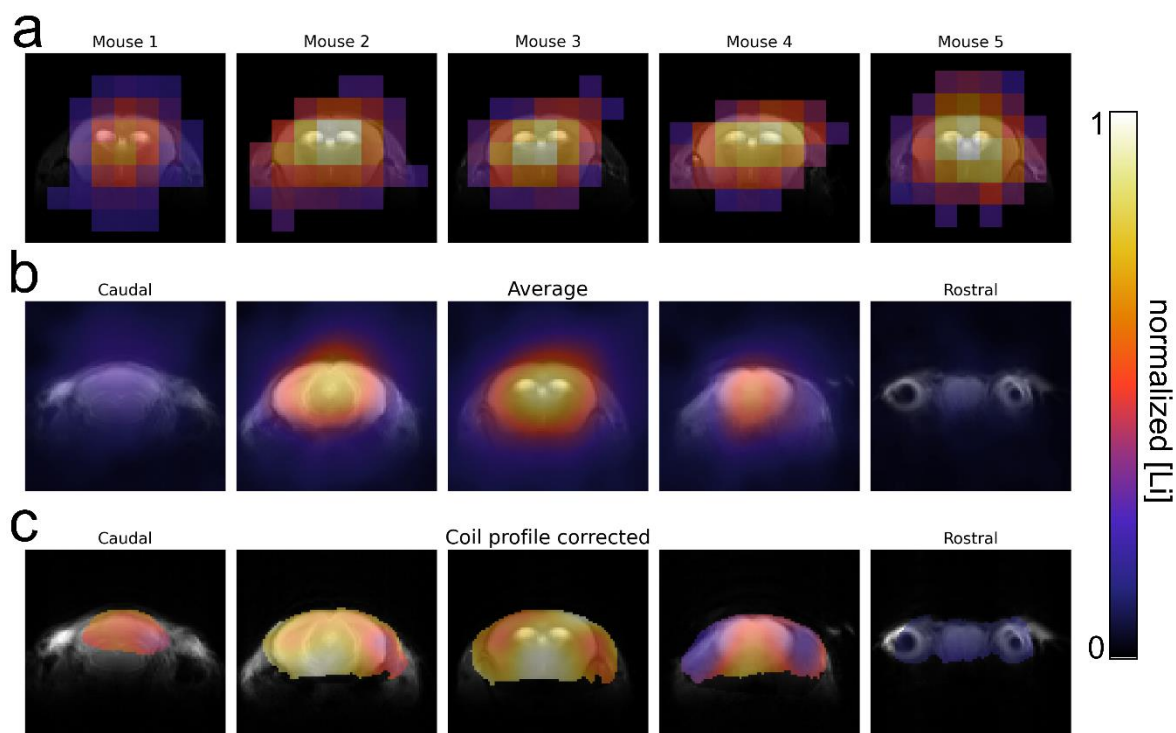 a
Mouse 1
Mouse 2
Mouse 3
Mouse 4
Mouse 5
1
b
Caudal
Average
Rostral
normalized [Li]
0
c
Caudal
Coil profile corrected
Rostral